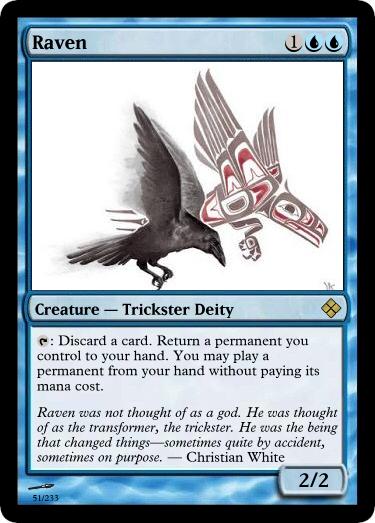 Raven 1
Creature — Trickster Deity
: Discard a card. Return a permanent you
control to your hand. You may play a
permanent from your hand without paying its
mana cost.
Raven was not thought of as a god. He was thought
of as the transformer, the trickster. He was the being
that changed things—sometimes quite by accident,
sometimes on purpose. — Christian White
2/2
51/233